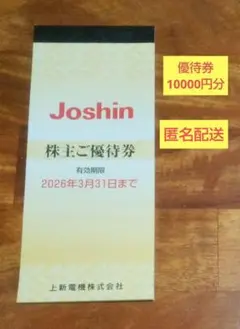 Joshin
株主ご優待券
有効期限
2026年3月31日まで
上新電機株式会社
優待券
10000円分
匿名配送